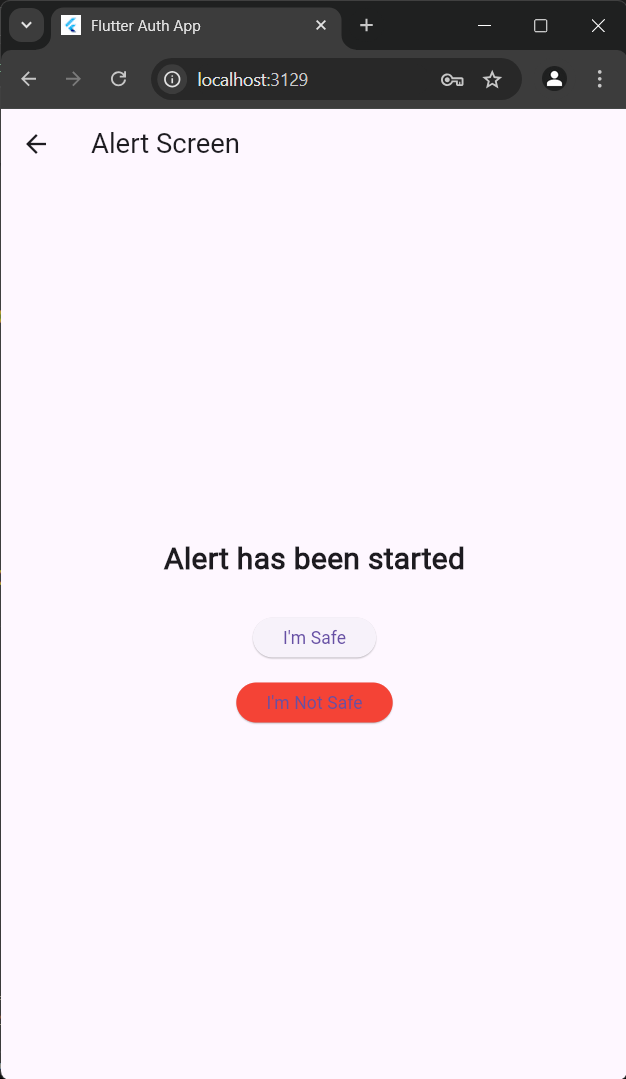 Flutter Auth App
localhost:3129
Alert Screen
Alert has been started
I'm Safe
I'm Not Safe